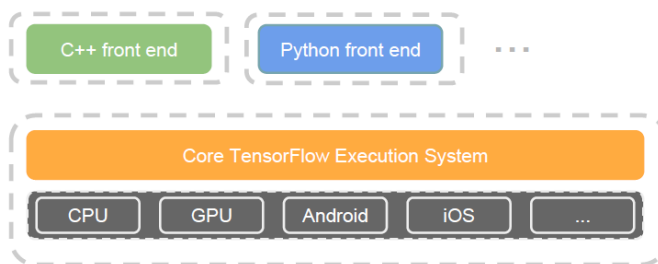 C++ front end
Python front end
...
Core TensorFlow Execution System
CPU
GPU
Android
iOS
...